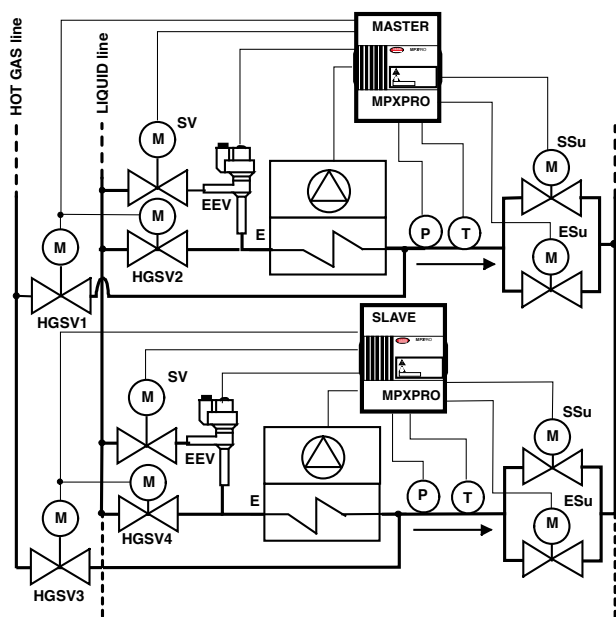 HOT GAS line
LIQUID line
MASTER
MPXPRO
SV
M
SSu
M
EEV
M
E
HGSV2
M
P
T
ESu
M
HGSV1
SLAVE
MPXPRO
SV
M
SSu
M
EEV
M
E
HGSV4
M
P
T
ESu
M
HGSV3